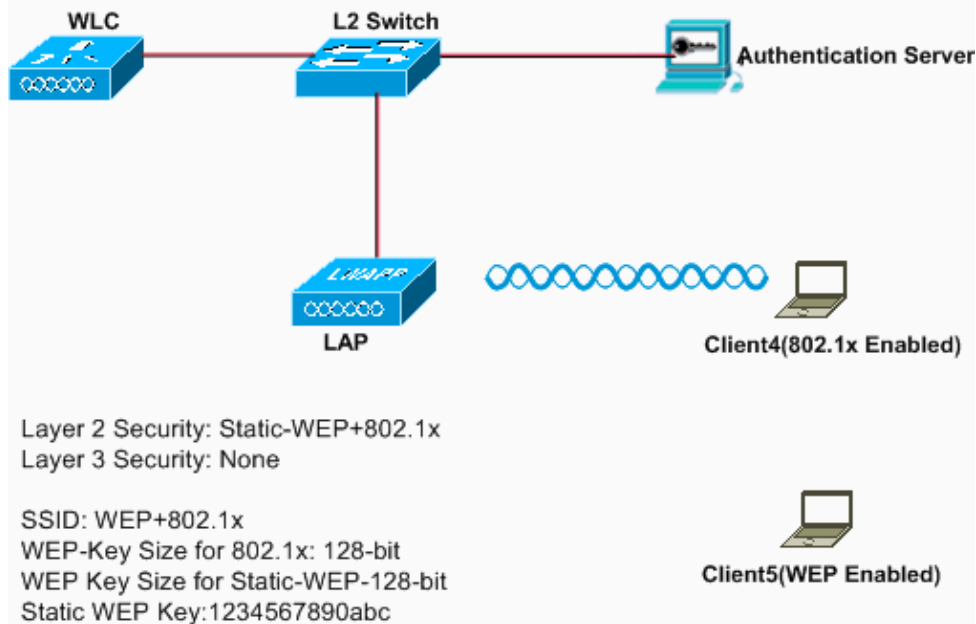 WLC
L2 Switch
Authentication Server
LWAPP
LAP
Client4(802.1x Enabled)
Layer 2 Security: Static-WEP+802.1x
Layer 3 Security: None
SSID: WEP+802.1x
WEP-Key Size for 802.1x: 128-bit
WEP Key Size for Static-WEP-128-bit
Static WEP Key:1234567890abc
Client5(WEP Enabled)